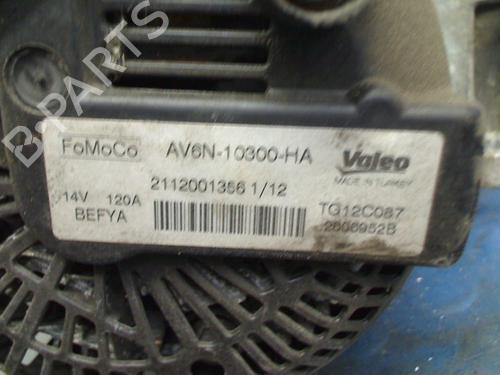 B-PARTS
FoMoCo AV6N-10300-HA Valeo
MADE IN TURKEY
14V 120A 2112001356 1/12 TG12C087
BEFYA 2606952B